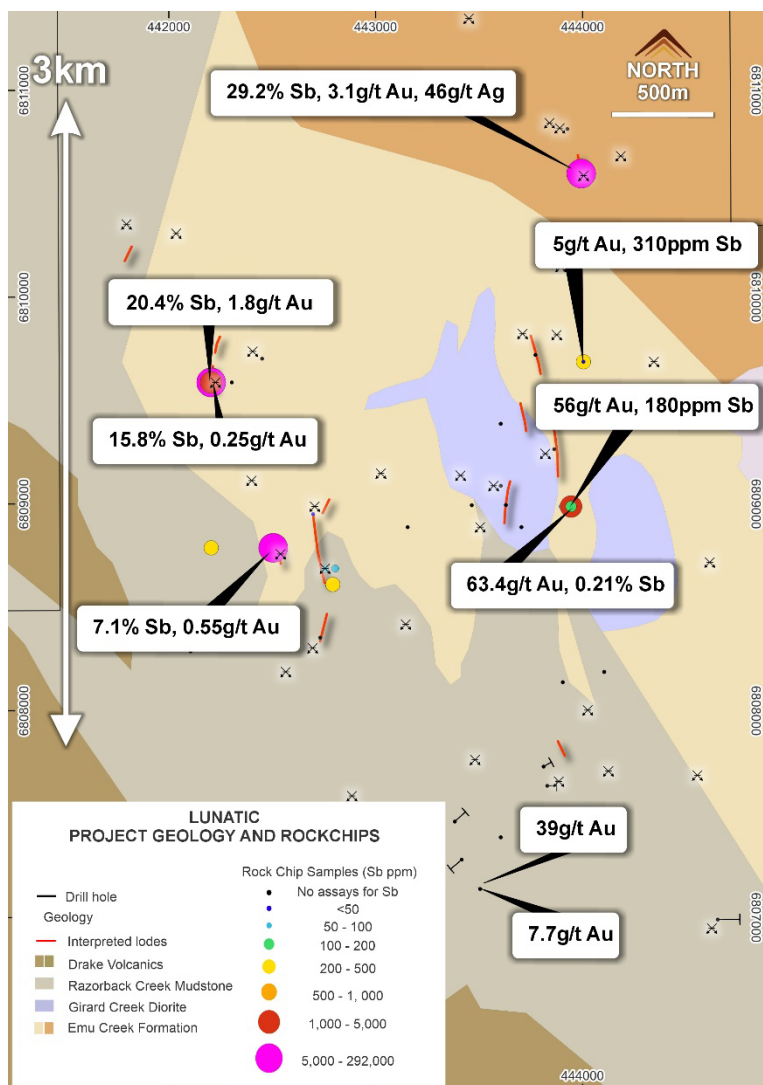 442000
443000
444000
3km
NORTH
500m
6811000
6811000
29.2% Sb, 3.1g/t Au, 46g/t Ag
5g/t Au, 310ppm Sb
6810000
6810000
20.4% Sb, 1.8g/t Au
56g/t Au, 180ppm Sb
15.8% Sb, 0.25g/t Au
6809000
6809000
63.4g/t Au, 0.21% Sb
7.1% Sb, 0.55g/t Au
6808000
6808000
LUNATIC
PROJECT GEOLOGY AND ROCKCHIPS
Drill hole
Geology
Interpreted lodes
Drake Volcanics
Razorback Creek Mudstone
Girard Creek Diorite
Emu Creek Formation
Rock Chip Samples (Sb ppm)
No assays for Sb
<50
50 - 100
100 - 200
200 - 500
500 - 1, 000
1,000 - 5,000
5,000 - 292,000
39g/t Au
7.7g/t Au
6807000
444000